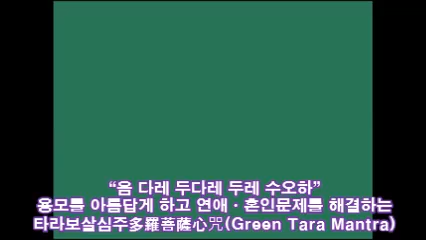 “옴 다레 두다레 두레 수오하”
용모를 아름답게 하고 연애·혼인문제를 해결하는
타라보살심주多羅菩薩心咒(Green Tara Mantra)